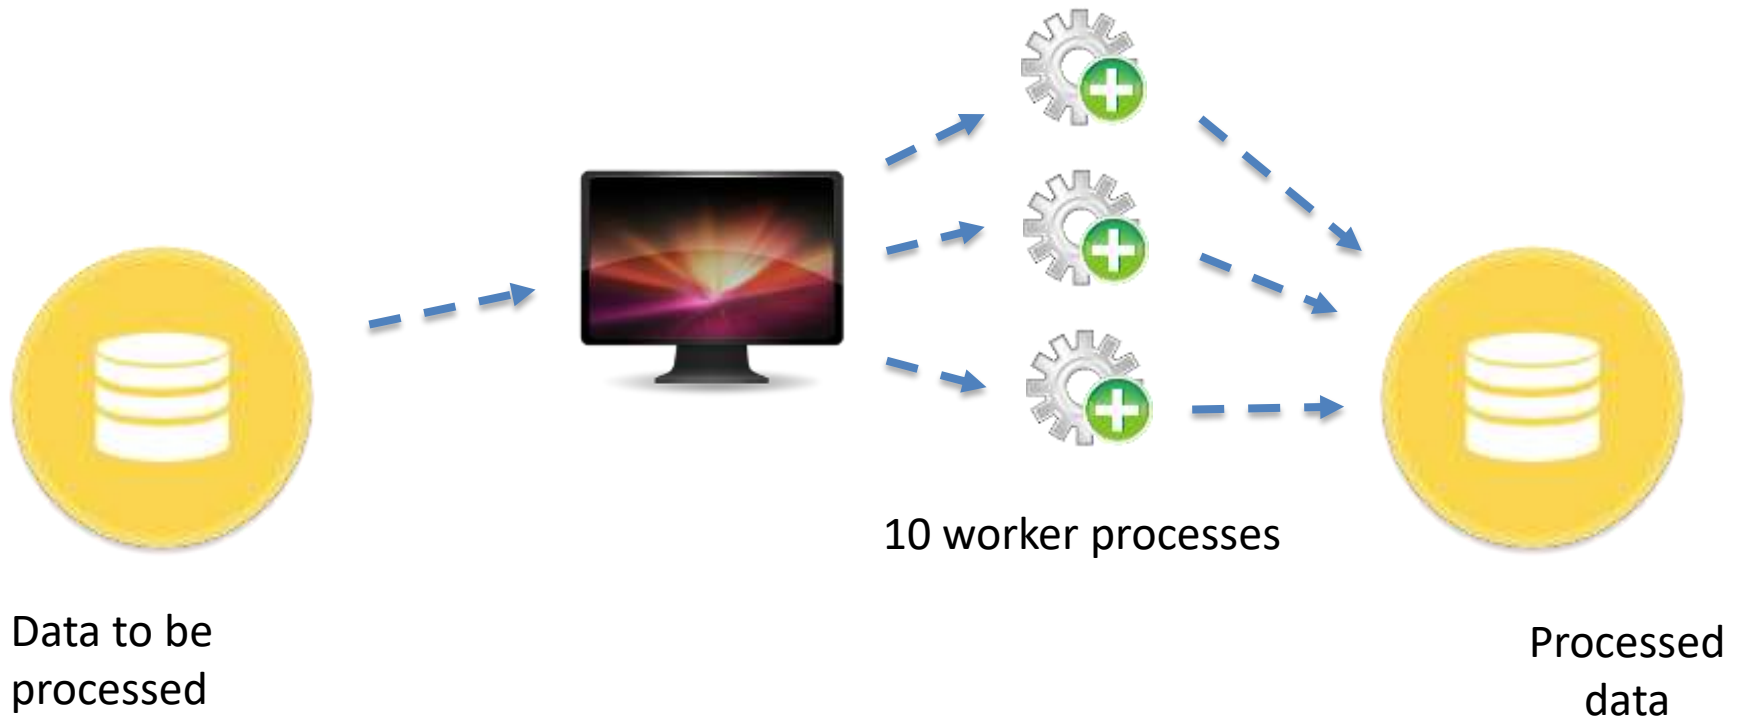 10 worker processes
Data to be
processed
Processed
data